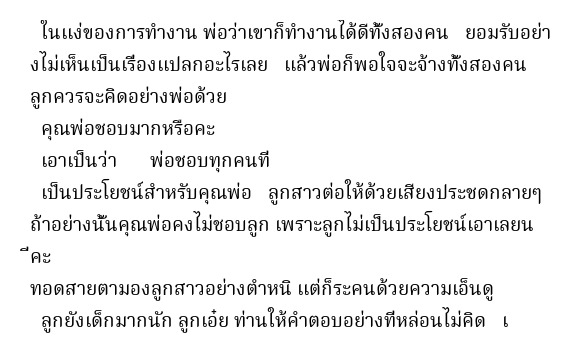 ในแง่ของการทำงาน พ่อว่าเขาก็ทำงานได้ดีทั้งสองคน ยอมรับอย่า
งไม่เห็นเป็นเรื่องแปลกอะไรเลย แล้วพ่อก็พอใจจะจ้างทั้งสองคน
ลูกควรจะคิดอย่างพ่อด้วย
คุณพ่อชอบมากหรือคะ
เอาเป็นว่า พ่อชอบทุกคนที่
เป็นประโยชน์สำหรับคุณพ่อ ลูกสาวต่อให้ด้วยเสียงประชดกลายๆ
ถ้าอย่างนั้นคุณพ่อคงไม่ชอบลูก เพราะลูกไม่เป็นประโยชน์เอาเลยน
ี่คะ
ทอดสายตามองลูกสาวอย่างตำหนิ แต่ก็ระคนด้วยความเอ็นดู
ลูกยังเด็กมากนัก ลูกเอ๋ย ท่านให้คำตอบอย่างที่หล่อนไม่คิด เ